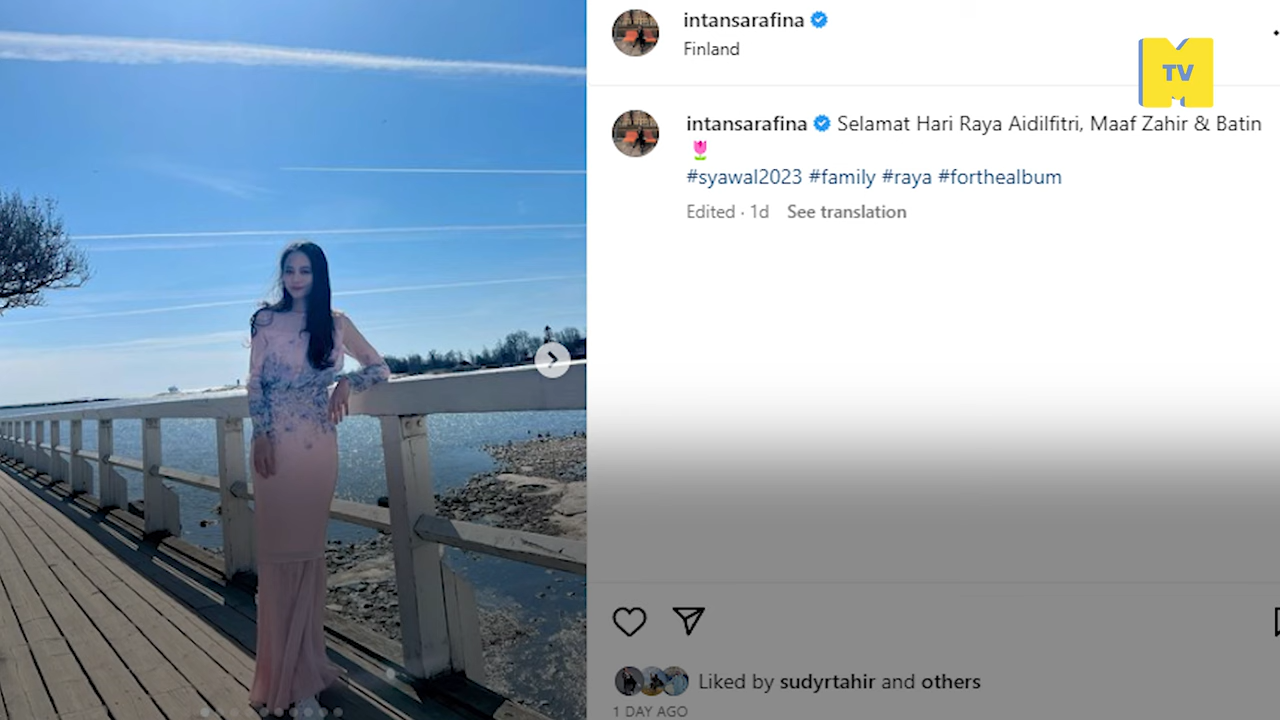 intansarafina
Finland
TV
intansarafina Selamat Hari Raya Aidilfitri, Maaf Zahir & Batin
#syawal2023 #family #raya #forthealbum
Edited · 1d See translation
Liked by sudyrtahir and others
1 DAY AGO